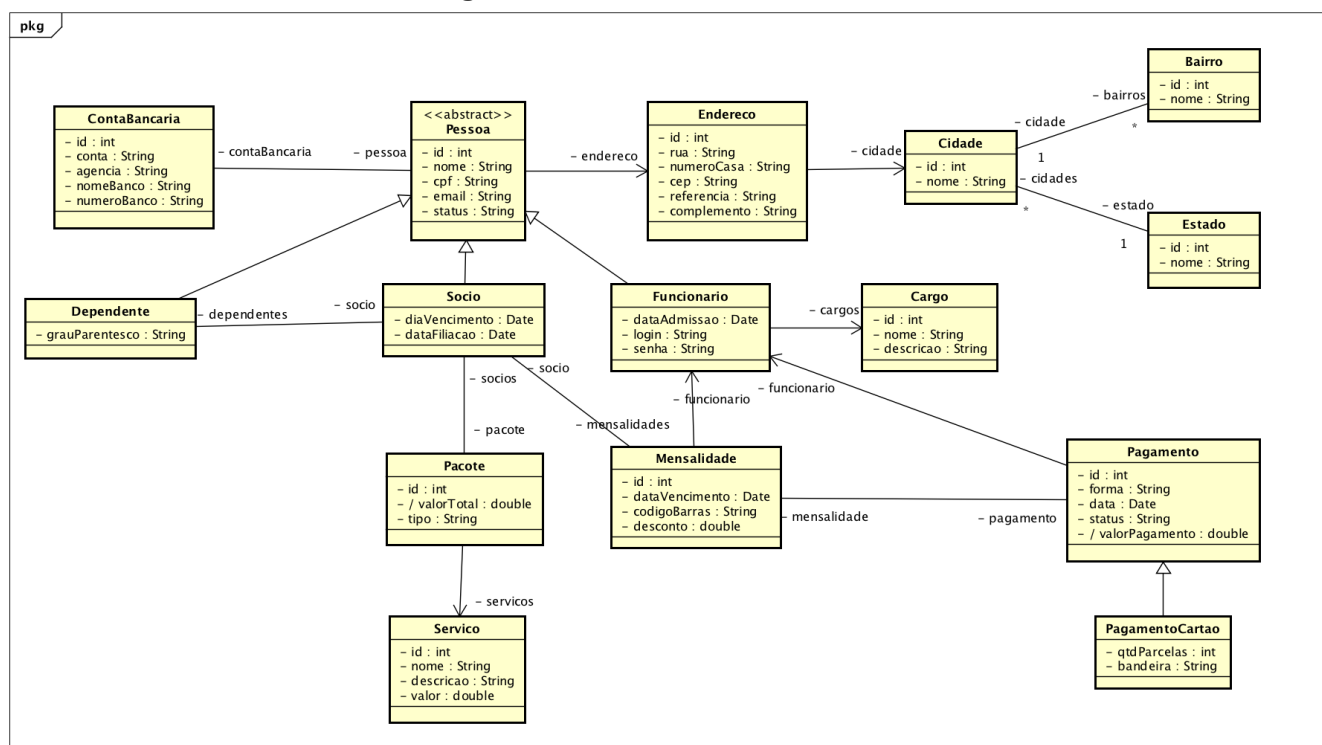 pkg
ContaBancaria
- id : int
- conta : String
- agencia : String
- nomeBanco : String
- numeroBanco : String
- contaBancaria
- pessoa
<<abstract>>
Pessoa
- id : int
- nome : String
- cpf : String
- email : String
- status : String
- endereco
Endereco
- id : int
- rua : String
- numeroCasa : String
- cep : String
- referencia : String
- complemento : String
- cidade
Cidade
- id : int
- nome : String
- cidade
1
- bairros
*
Bairro
- id : int
- nome : String
- cidades
*
- estado
1
Estado
- id : int
- nome : String
Dependente
- grauParentesco : String
- dependentes
- socio
Socio
- diaVencimento : Date
- dataFiliacao : Date
Funcionario
- dataAdmissao : Date
- login : String
- senha : String
- cargos
Cargo
- id : int
- nome : String
- descricao : String
- socios
- socio
- funcionario
- funcionario
- pacote
- mensalidades
Pacote
- id : int
- / valorTotal : double
- tipo : String
Mensalidade
- id : int
- dataVencimento : Date
- codigoBarras : String
- desconto : double
- mensalidade
- pagamento
Pagamento
- id : int
- forma : String
- data : Date
- status : String
- / valorPagamento : double
- servicos
Servico
- id : int
- nome : String
- descricao : String
- valor : double
PagamentoCartao
- qtdParcelas : int
- bandeira : String